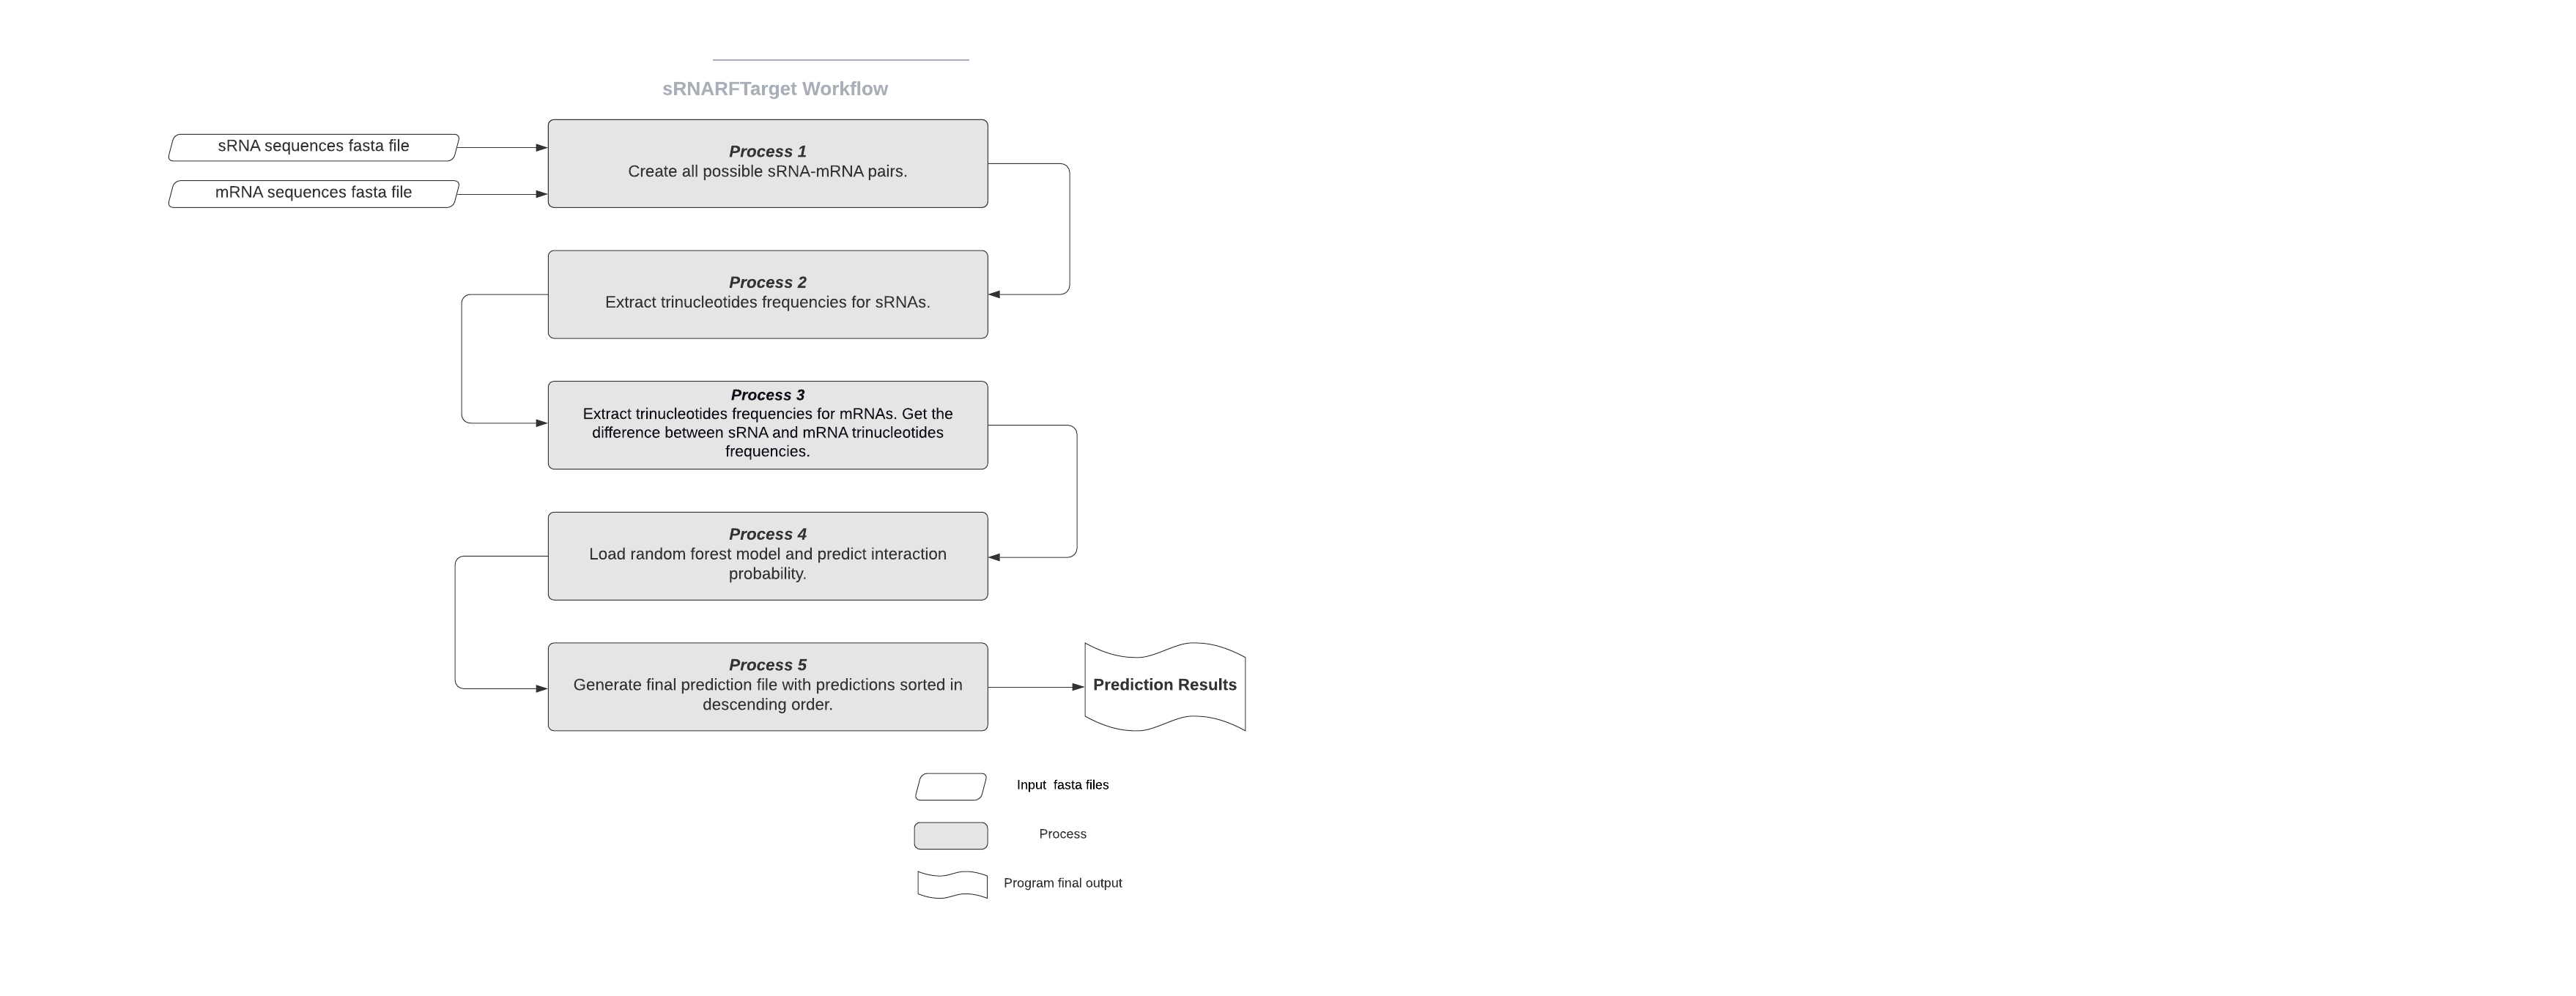 sRNARFTarget Workflow
sRNA sequences fasta file
mRNA sequences fasta file
Process 1
Create all possible sRNA-mRNA pairs.
Process 2
Extract trinucleotides frequencies for sRNAs.
Process 3
Extract trinucleotides frequencies for mRNAs. Get the
difference between sRNA and mRNA trinucleotides
frequencies.
Process 4
Load random forest model and predict interaction
probability.
Process 5
Generate final prediction file with predictions sorted in
descending order.
Prediction Results
Input  fasta files
Process
Program final output